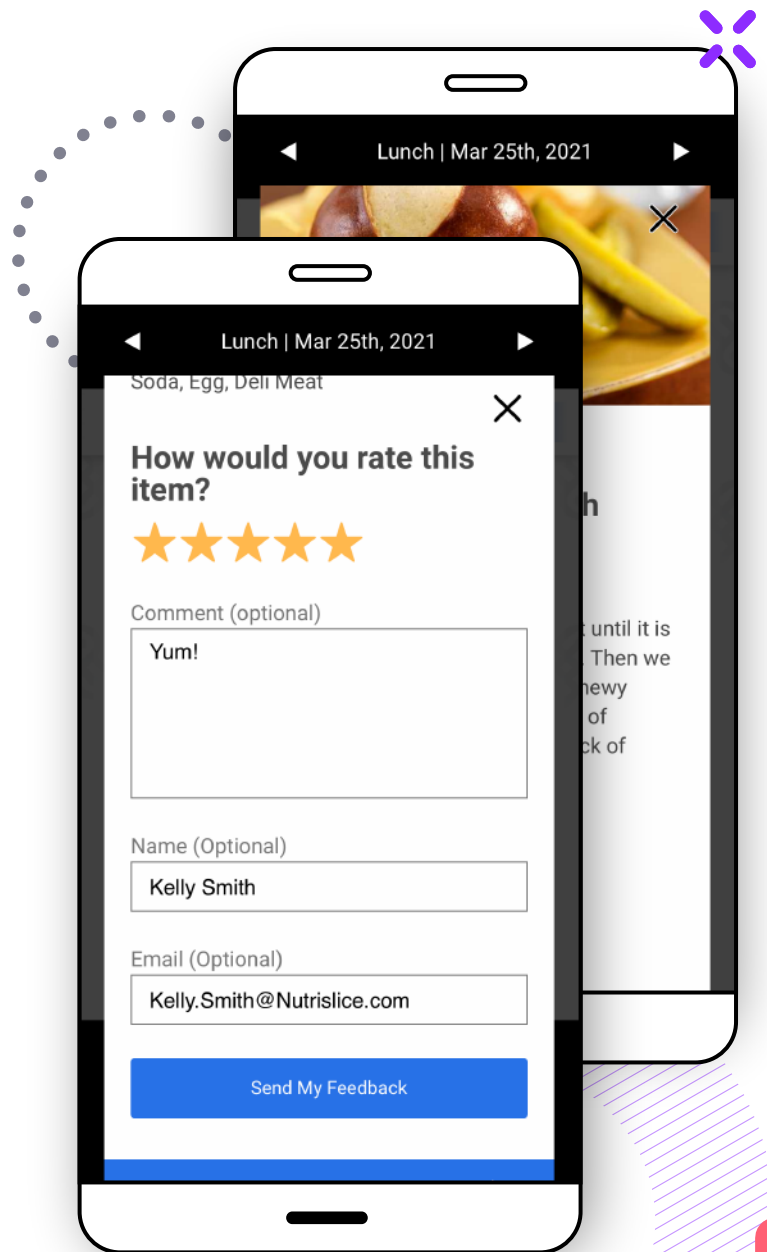 Lunch | Mar 25th, 2021
Lunch | Mar 25th, 2021
Soda, Egg, Deli Meat
How would you rate this
item?
Comment (optional)
Yum!
Name (Optional)
Kelly Smith
Email (Optional)
Kelly.Smith@Nutrislice.com
Send My Feedback
until it is
Then we
of
of